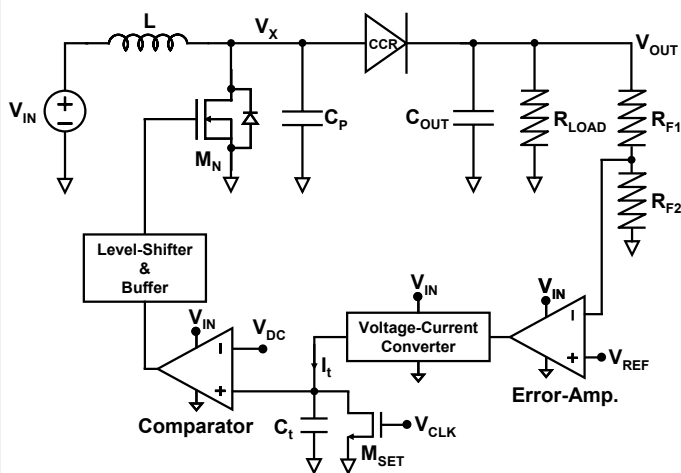 L
V_X
CCR
V_OUT
V_IN
M_N
C_P
C_OUT
R_LOAD
R_F1
R_F2
Level-Shifter
&
Buffer
V_IN
V_DC
I
+
Comparator
V_IN
Voltage-Current
Converter
I_t
C_t
M_SET
V_CLK
V_IN
I
+
V_REF
Error-Amp.